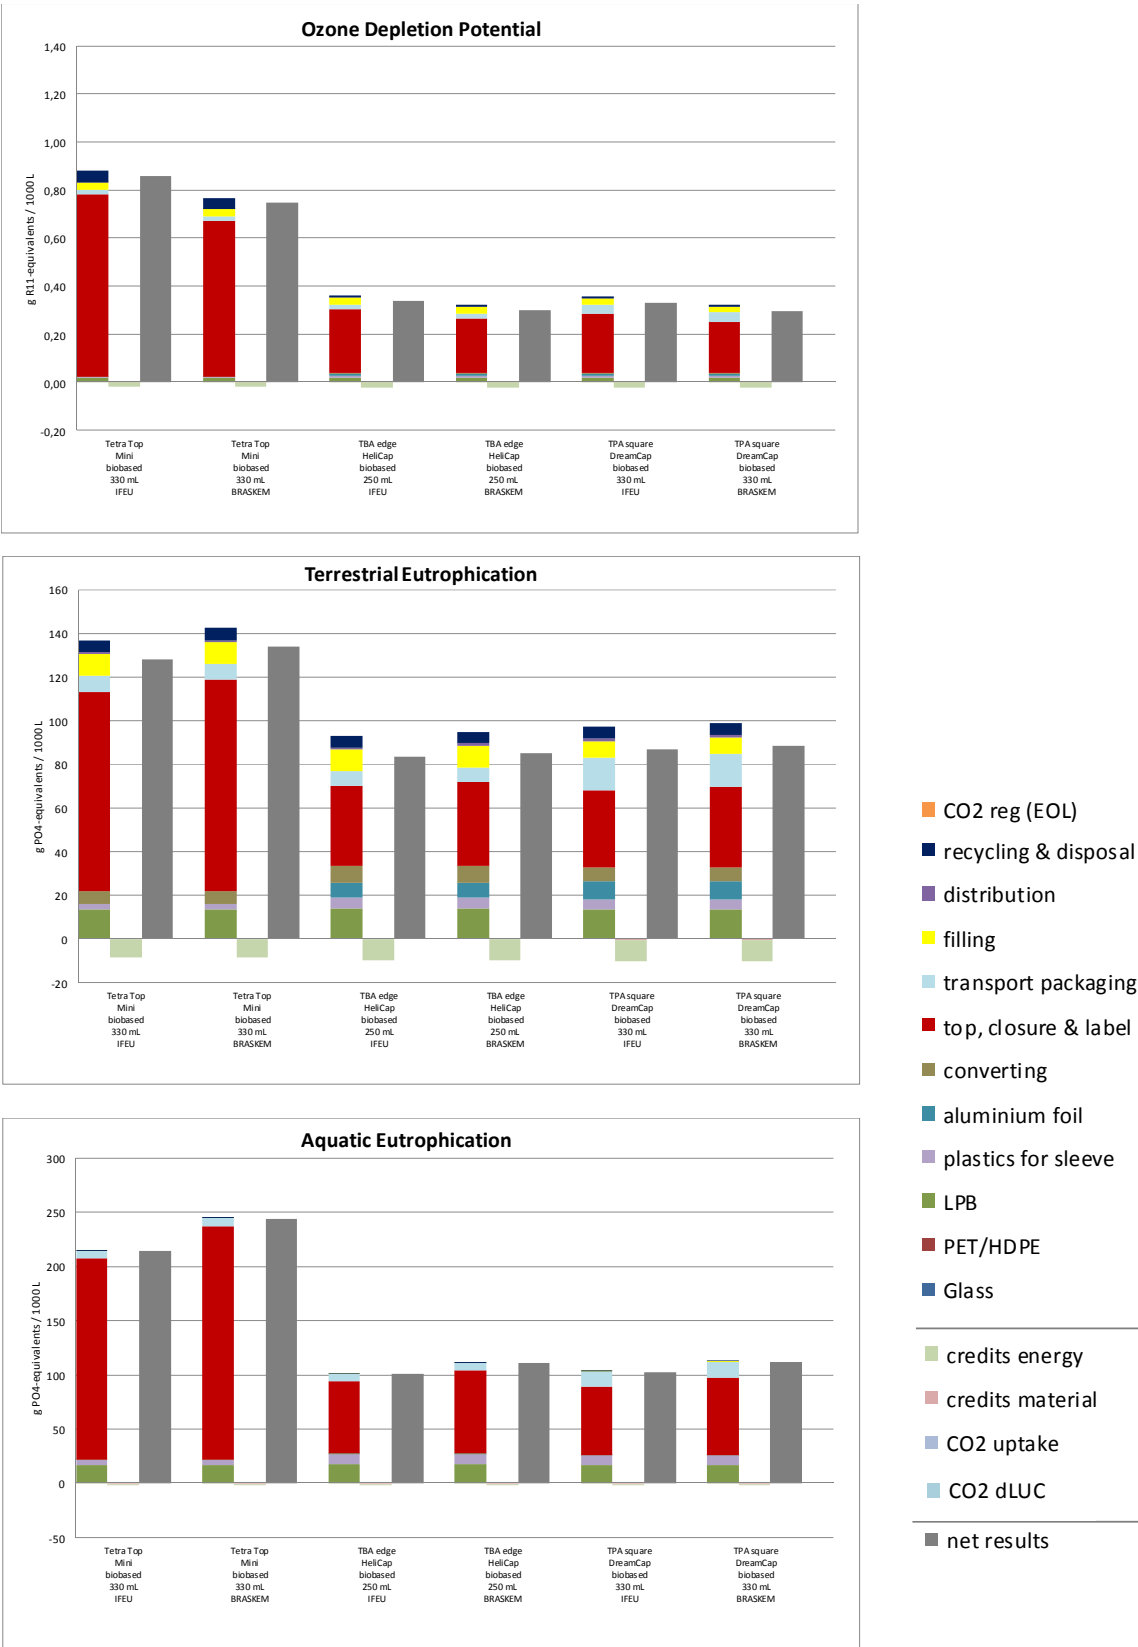 Ozone Depletion Potential
g R11-equivalents / 1000 L
1,40
1,20
1,00
0,80
0,60
0,40
0,20
0,00
-0,20
Tetra Top
Mini
biobased
330 mL
IFEU
Tetra Top
Mini
biobased
330 mL
BRASKEM
TBA edge
HeliCap
biobased
250 mL
IFEU
TBA edge
HeliCap
biobased
250 mL
BRASKEM
TPA square
DreamCap
biobased
330 mL
IFEU
TPA square
DreamCap
biobased
330 mL
BRASKEM
Terrestrial Eutrophication
g PO4-equivalents / 1000 L
160
140
120
100
80
60
40
20
0
-20
Tetra Top
Mini
biobased
330 mL
IFEU
Tetra Top
Mini
biobased
330 mL
BRASKEM
TBA edge
HeliCap
biobased
250 mL
IFEU
TBA edge
HeliCap
biobased
250 mL
BRASKEM
TPA square
DreamCap
biobased
330 mL
IFEU
TPA square
DreamCap
biobased
330 mL
BRASKEM
Aquatic Eutrophication
g PO4-equivalents / 1000 L
300
250
200
150
100
50
0
-50
Tetra Top
Mini
biobased
330 mL
IFEU
Tetra Top
Mini
biobased
330 mL
BRASKEM
TBA edge
HeliCap
biobased
250 mL
IFEU
TBA edge
HeliCap
biobased
250 mL
BRASKEM
TPA square
DreamCap
biobased
330 mL
IFEU
TPA square
DreamCap
biobased
330 mL
BRASKEM
CO2 reg (EOL)
recycling & disposal
distribution
filling
transport packaging
top, closure & label
converting
aluminium foil
plastics for sleeve
LPB
PET/HDPE
Glass
credits energy
credits material
CO2 uptake
CO2 dLUC
net results